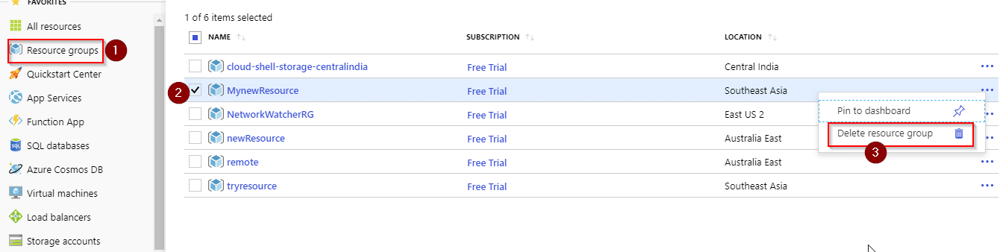 FAVORITES
All resources
Resource groups
1
Quickstart Center
App Services
Function App
SQL databases
Azure Cosmos DB
Virtual machines
Load balancers
Storage accounts
1 of 6 items selected
NAME SUBSCRIPTION LOCATION
cloud-shell-storage-centralindia Free Trial Central India
2 MynewResource Free Trial Southeast Asia
NetworkWatcherRG Free Trial East US 2
newResource Free Trial Australia East
remote Free Trial Australia East
tryresource Free Trial Southeast Asia
Pin to dashboard
Delete resource group
3